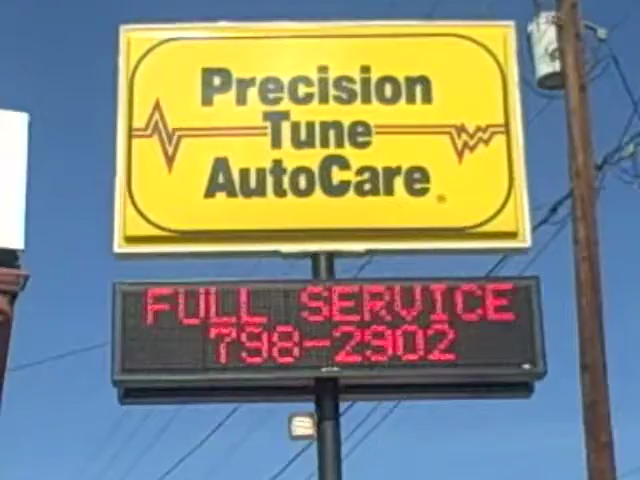 Precision
Tune
AutoCare
FULL SERVICE
798-2902